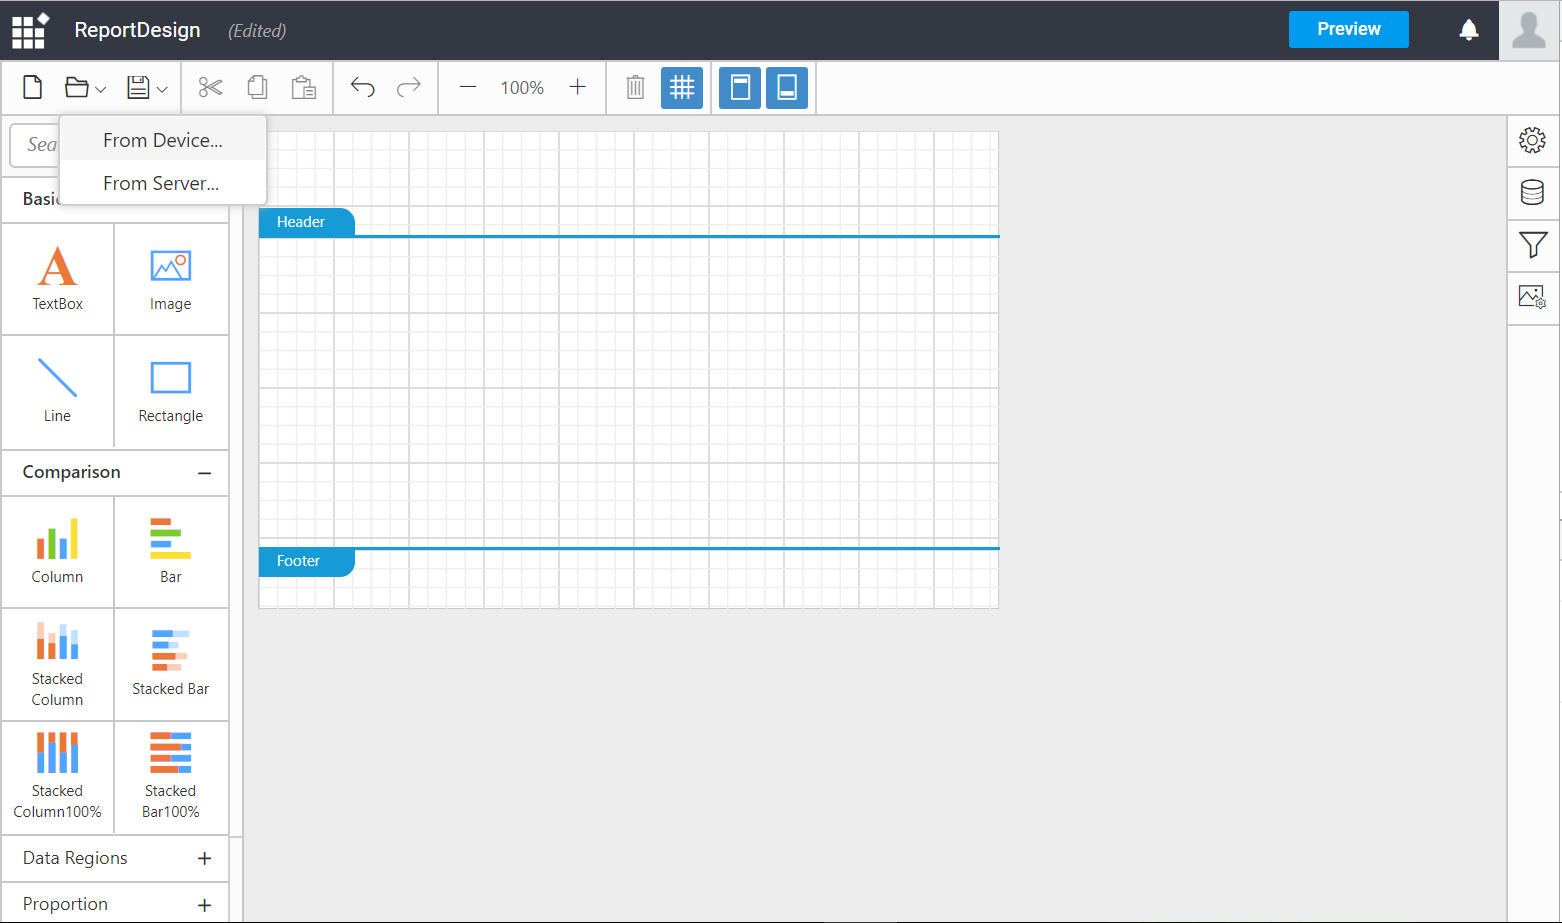 ReportDesign (Edited)
Preview
100%
From Device...
From Server...
Sea
Basic
TextBox
Image
Line
Rectangle
Comparison
Column
Bar
Stacked
Column
Stacked Bar
Stacked
Column100%
Stacked
Bar100%
Data Regions
Proportion
Header
Footer